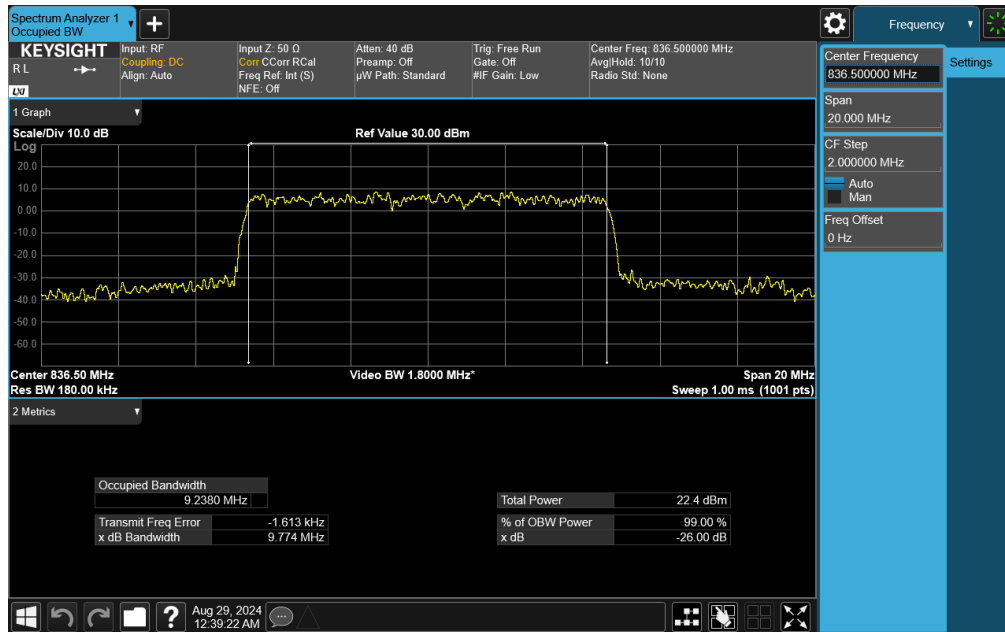 Spectrum Analyzer 1
Occupied BW
Frequency
KEYSIGHT
R L
LXI
Input: RF
Coupling: DC
Align: Auto
Input Z: 50 Ω
Corr CCorr RCal
Freq Ref: Int (S)
NFE: Off
Atten: 40 dB
Preamp: Off
µW Path: Standard
Trig: Free Run
Gate: Off
#IF Gain: Low
Center Freq: 836.500000 MHz
Avg|Hold: 10/10
Radio Std: None
Center Frequency
836.500000 MHz
Settings
Span
20.000 MHz
CF Step
2.000000 MHz
Auto
Man
Freq Offset
0 Hz
1 Graph
Scale/Div 10.0 dB
Ref Value 30.00 dBm
Log
20.0
10.0
0.00
-10.0
-20.0
-30.0
-40.0
-50.0
-60.0
Center 836.50 MHz
Video BW 1.8000 MHz*
Span 20 MHz
Res BW 180.00 kHz
Sweep 1.00 ms (1001 pts)
2 Metrics
Occupied Bandwidth
9.2380 MHz
Total Power 22.4 dBm
Transmit Freq Error -1.613 kHz
% of OBW Power 99.00 %
x dB Bandwidth 9.774 MHz
x dB -26.00 dB
Aug 29, 2024
12:39:22 AM